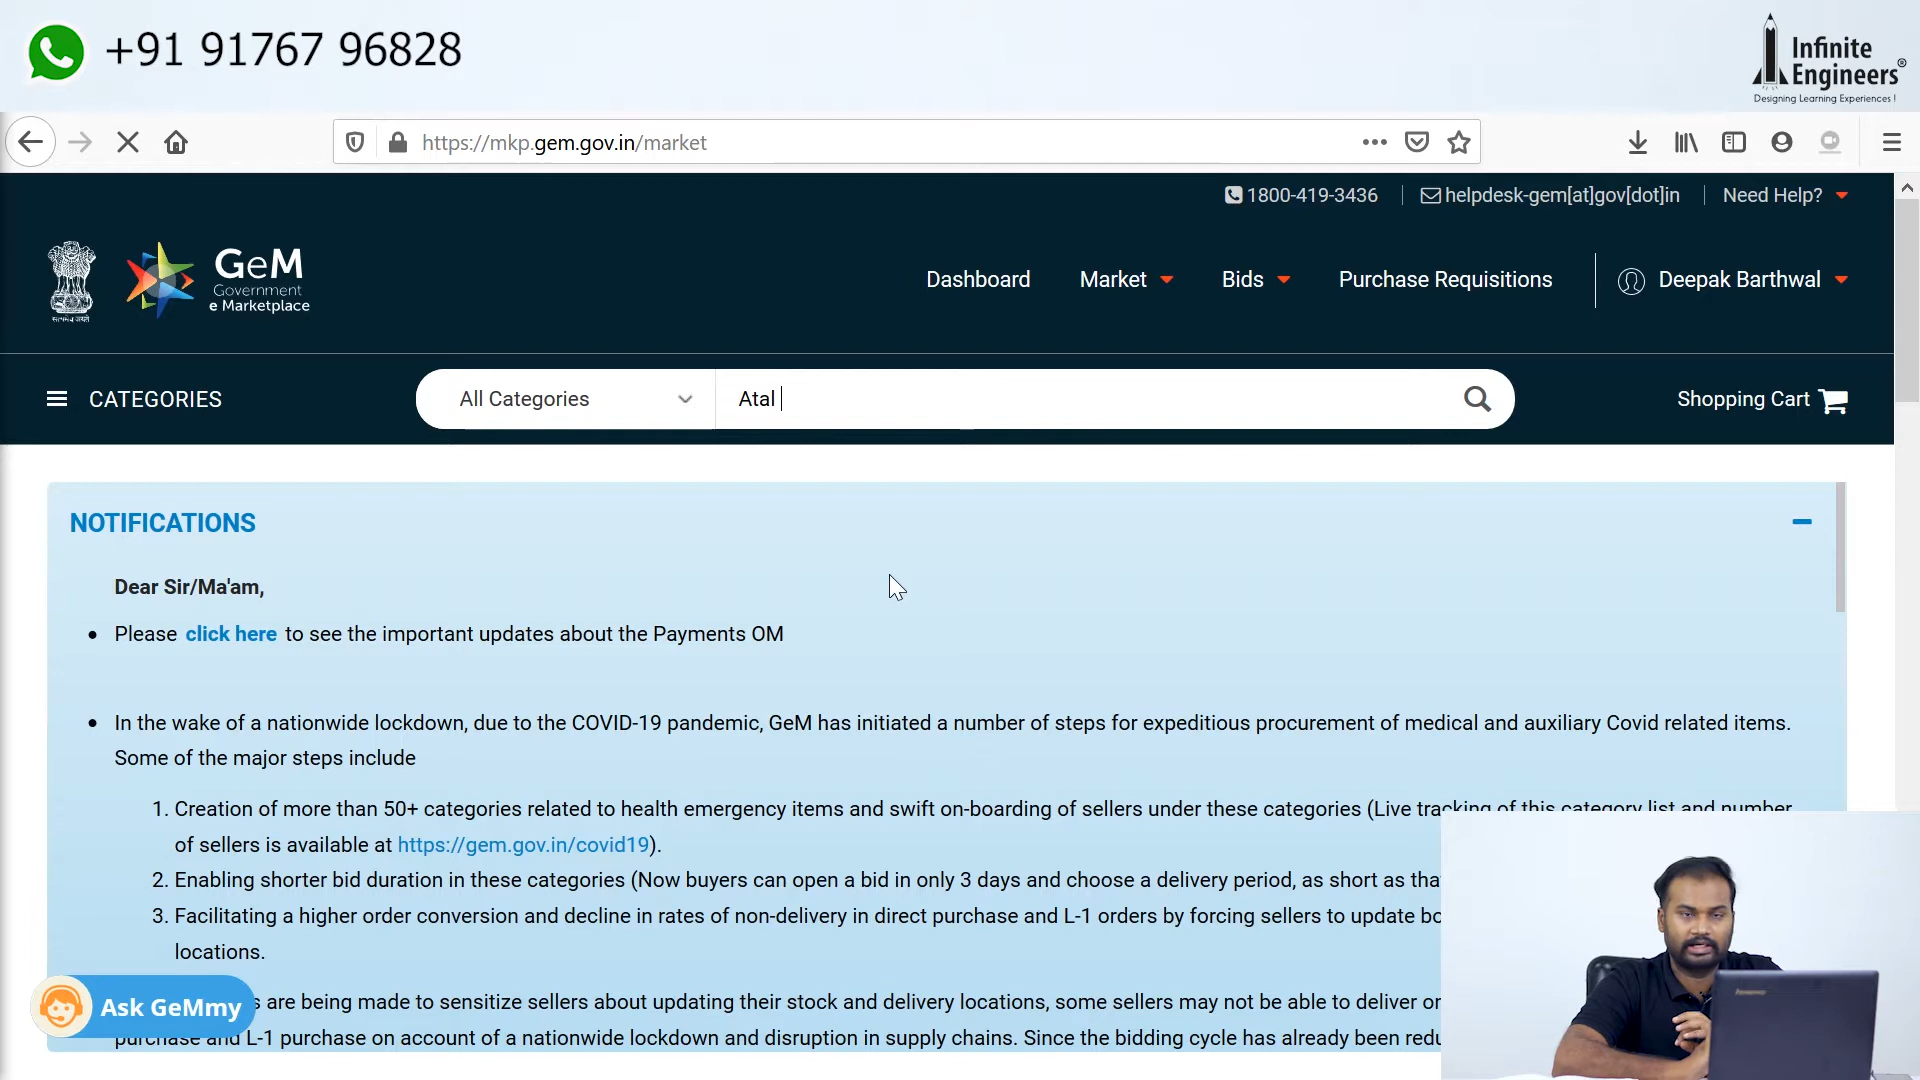 +91 91767 96828
Infinite
Engineers®
Designing Learning Experiences !
https://mkp.gem.gov.in/market
1800-419-3436
helpdesk-gem[at]gov[dot]in
Need Help?
सत्यमेव जयते
GeM
Government
e Marketplace
Dashboard
Market
Bids
Purchase Requisitions
Deepak Barthwal
CATEGORIES
All Categories
Atal
Shopping Cart
NOTIFICATIONS
Dear Sir/Ma'am,
• Please click here to see the important updates about the Payments OM
• In the wake of a nationwide lockdown, due to the COVID-19 pandemic, GeM has initiated a number of steps for expeditious procurement of medical and auxiliary Covid related items.
Some of the major steps include
1. Creation of more than 50+ categories related to health emergency items and swift on-boarding of sellers under these categories (Live tracking of this category list and number
of sellers is available at https://gem.gov.in/covid19).
2. Enabling shorter bid duration in these categories (Now buyers can open a bid in only 3 days and choose a delivery period, as short as tha
3. Facilitating a higher order conversion and decline in rates of non-delivery in direct purchase and L-1 orders by forcing sellers to update bo
locations.
Ask GeMmy
s are being made to sensitize sellers about updating their stock and delivery locations, some sellers may not be able to deliver or
purchase and L-1 purchase on account of a nationwide lockdown and disruption in supply chains. Since the bidding cycle has already been redu